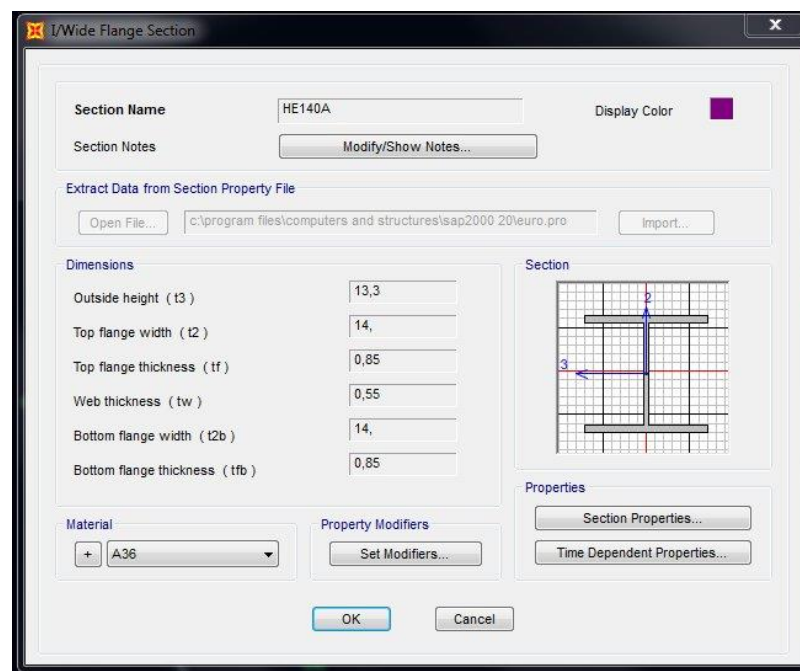 I/Wide Flange Section
X
Section Name HE140A Display Color
Section Notes Modify/Show Notes...
Extract Data from Section Property File
Open File... c:\program files\computers and structures\sap2000 20\euro.pro Import...
Dimensions
Outside height ( t3 ) 13,3
Top flange width ( t2 ) 14,
Top flange thickness ( tf ) 0,85
Web thickness ( tw ) 0,55
Bottom flange width ( t2b ) 14,
Bottom flange thickness ( tfb ) 0,85
Section
2
3
Properties
Section Properties...
Time Dependent Properties...
Material
+ A36
Property Modifiers
Set Modifiers...
OK Cancel